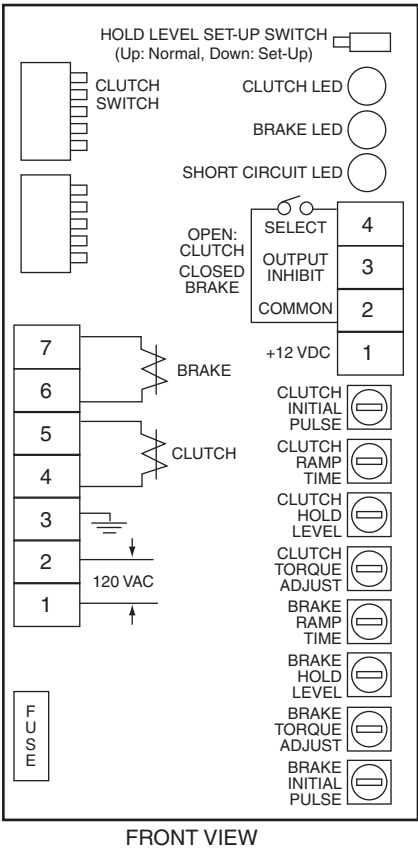 HOLD LEVEL SET-UP SWITCH
(Up: Normal, Down: Set-Up)
CLUTCH
SWITCH
CLUTCH LED
BRAKE LED
SHORT CIRCUIT LED
OPEN:
CLUTCH
CLOSED
BRAKE
SELECT
4
OUTPUT
INHIBIT
3
COMMON
2
+12 VDC
1
7
6
BRAKE
5
4
CLUTCH
3
2
1
120 VAC
CLUTCH
INITIAL
PULSE
CLUTCH
RAMP
TIME
CLUTCH
HOLD
LEVEL
CLUTCH
TORQUE
ADJUST
BRAKE
RAMP
TIME
BRAKE
HOLD
LEVEL
BRAKE
TORQUE
ADJUST
BRAKE
INITIAL
PULSE
F
U
S
E
FRONT VIEW